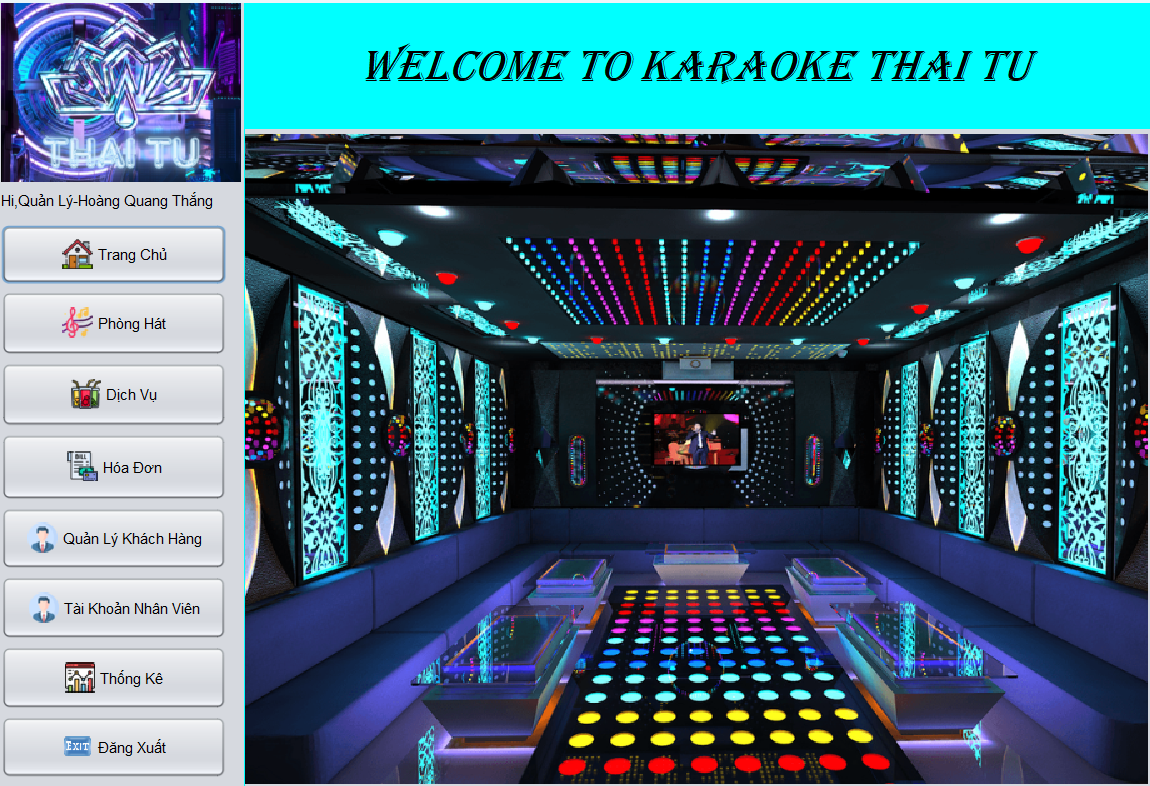 THAI TU
WELCOME TO KARAOKE THAI TU
Hi,Quản Lý-Hoàng Quang Thắng
Trang Chủ
Phòng Hát
Dịch Vụ
BILL
Hóa Đơn
Quản Lý Khách Hàng
Tài Khoản Nhân Viên
Thống Kê
EXIT
Đăng Xuất